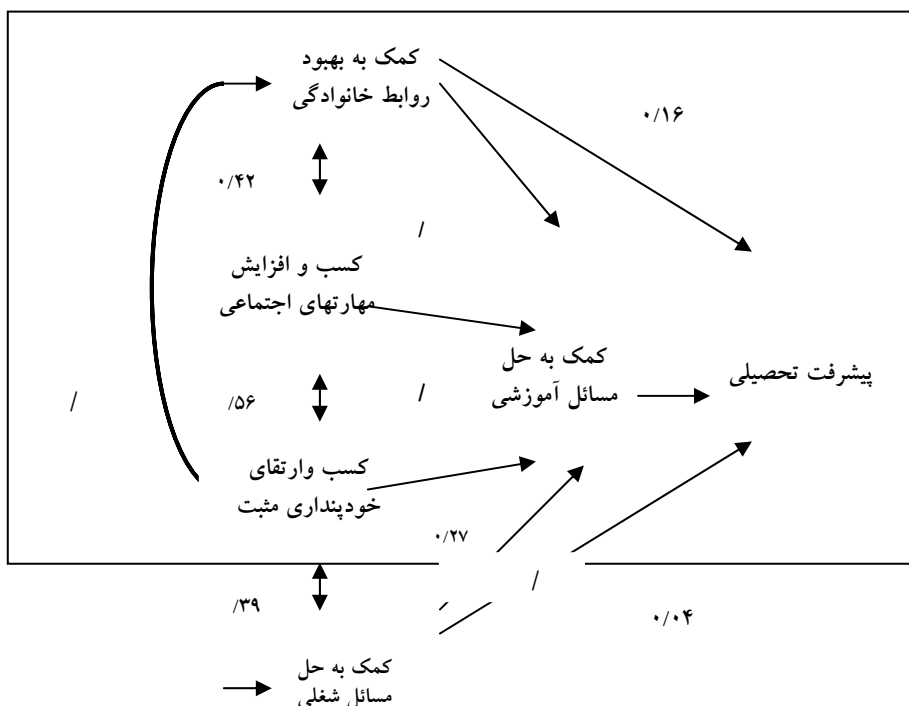 کمک به بهبود
روابط خانوادگی
۰/۱۶
۰/۴۲
/
کسب و افزایش
مهارتهای اجتماعی
کمک به حل
مسائل آموزشی
پیشرفت تحصیلی
/
/۵۶
/
کسب وارتقای
خودپنداری مثبت
۰/۲۷
/
/۳۹
۰/۰۴
کمک به حل
مسائل شغلی